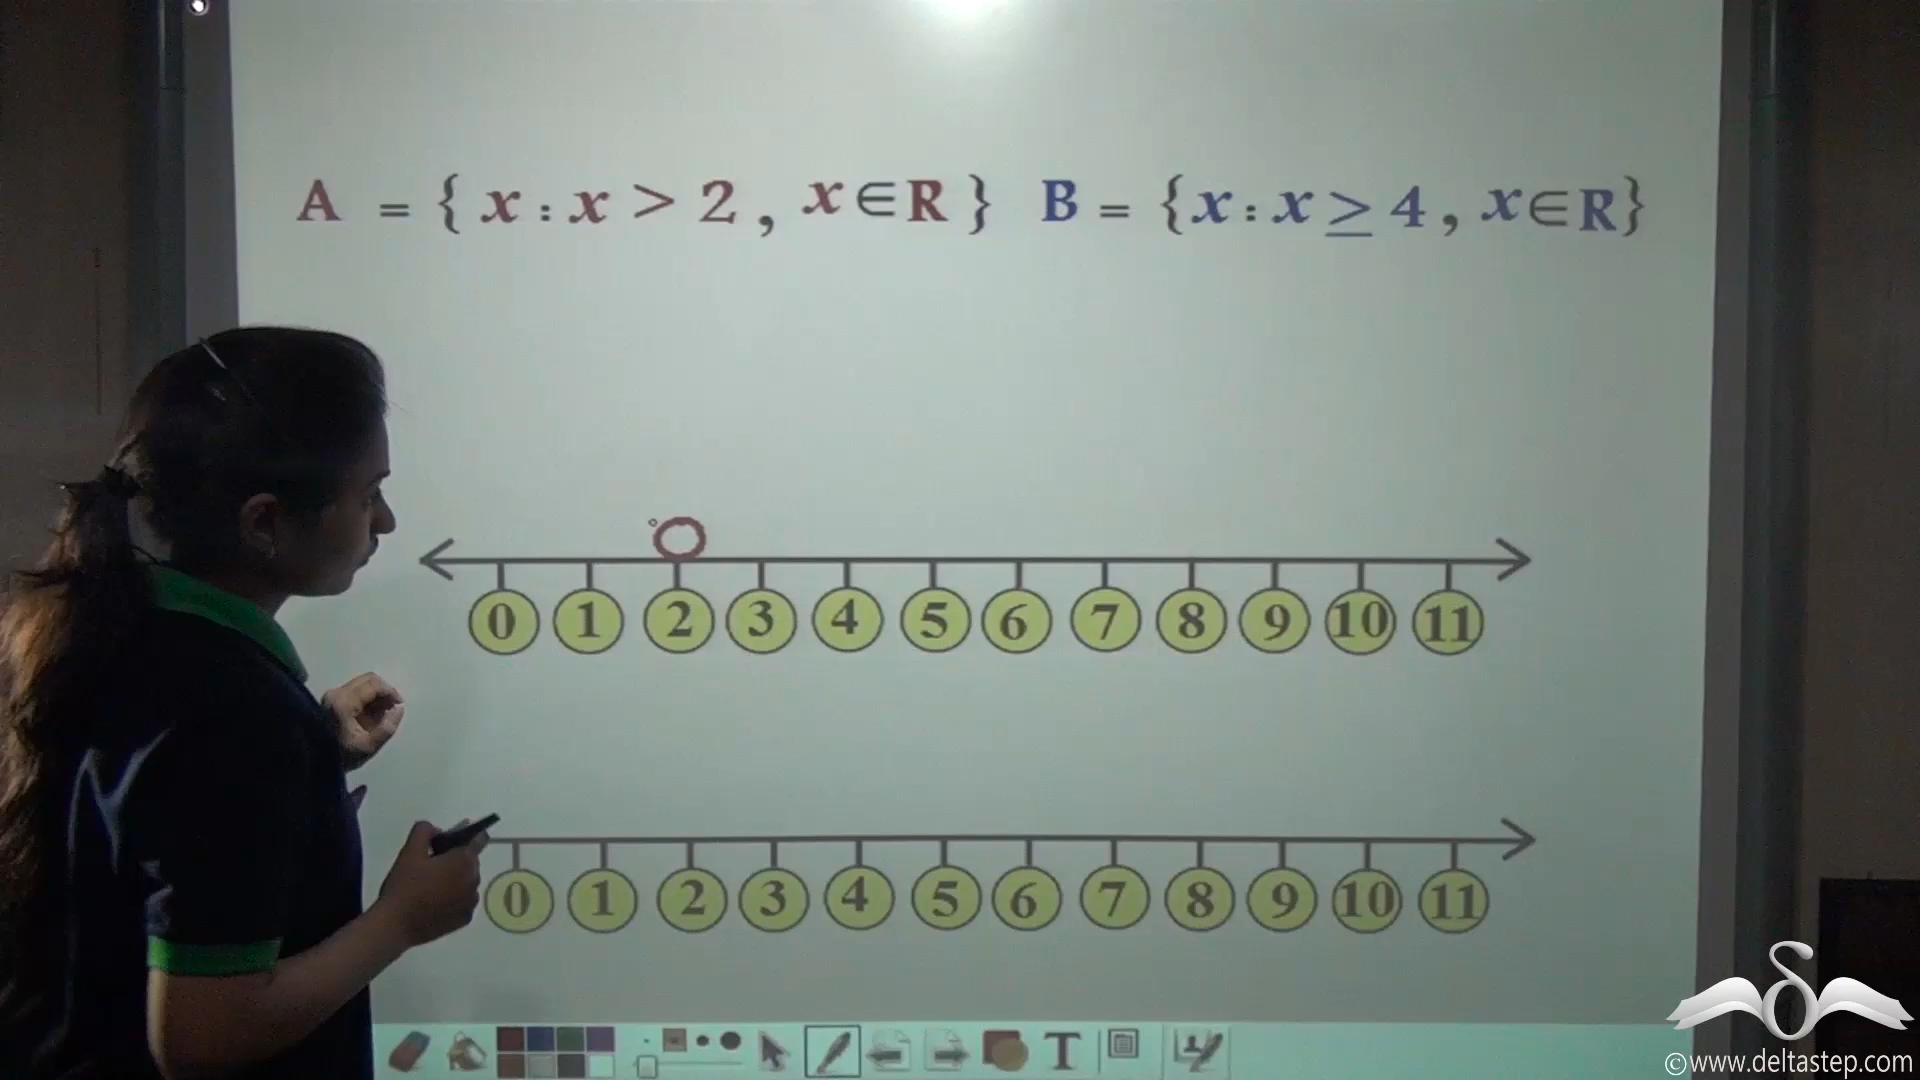 A = { x : x > 2 , x ∈ R } B = { x : x ≥ 4 , x ∈ R }
0 1 2 3 4 5 6 7 8 9 10 11
0 1 2 3 4 5 6 7 8 9 10 11
T
©www.deltastep.com